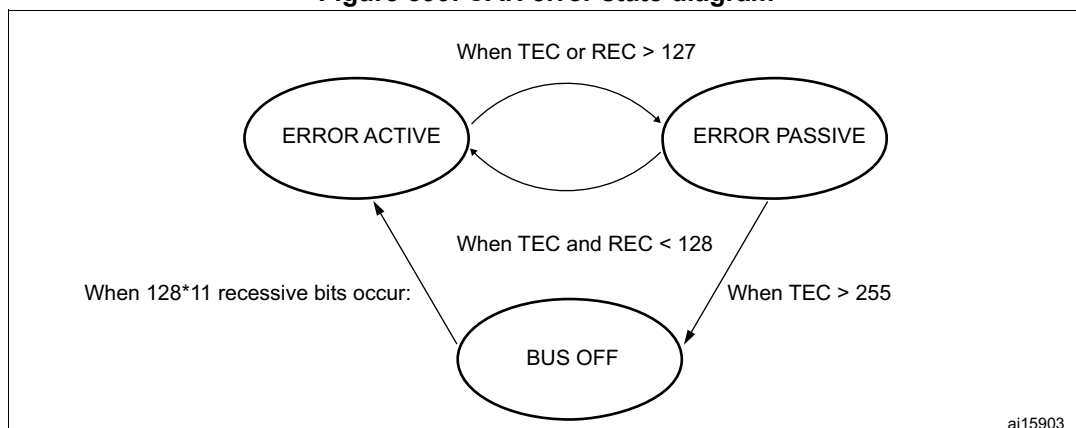 When TEC or REC > 127
ERROR ACTIVE
ERROR PASSIVE
When TEC and REC < 128
When 128*11 recessive bits occur:
When TEC > 255
BUS OFF
ai15903